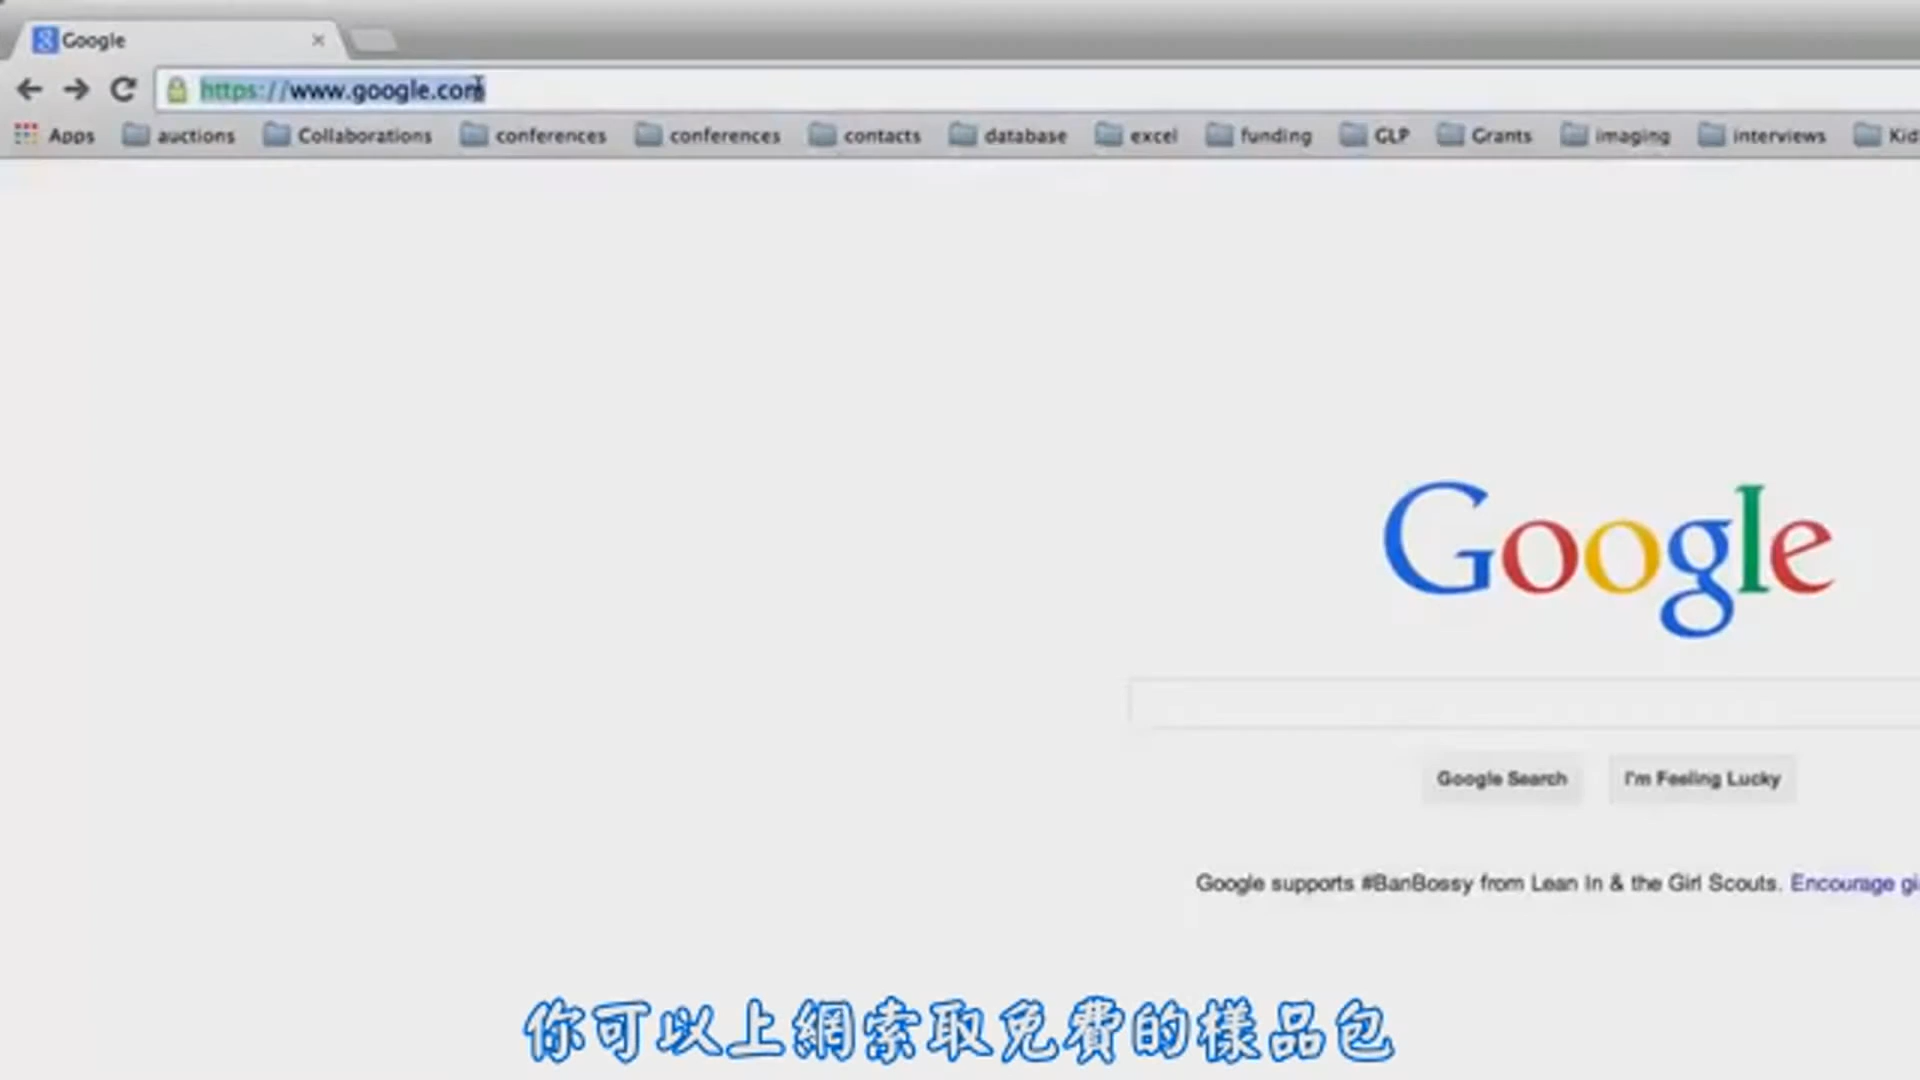 Google
https://www.google.com
Apps auctions Collaborations conferences conferences contacts database excel funding GLP Grants imaging interviews Kid
Google
Google Search I'm Feeling Lucky
Google supports #BanBossy from Lean In & the Girl Scouts. Encourage gi
你可以上網索取免費的樣品包